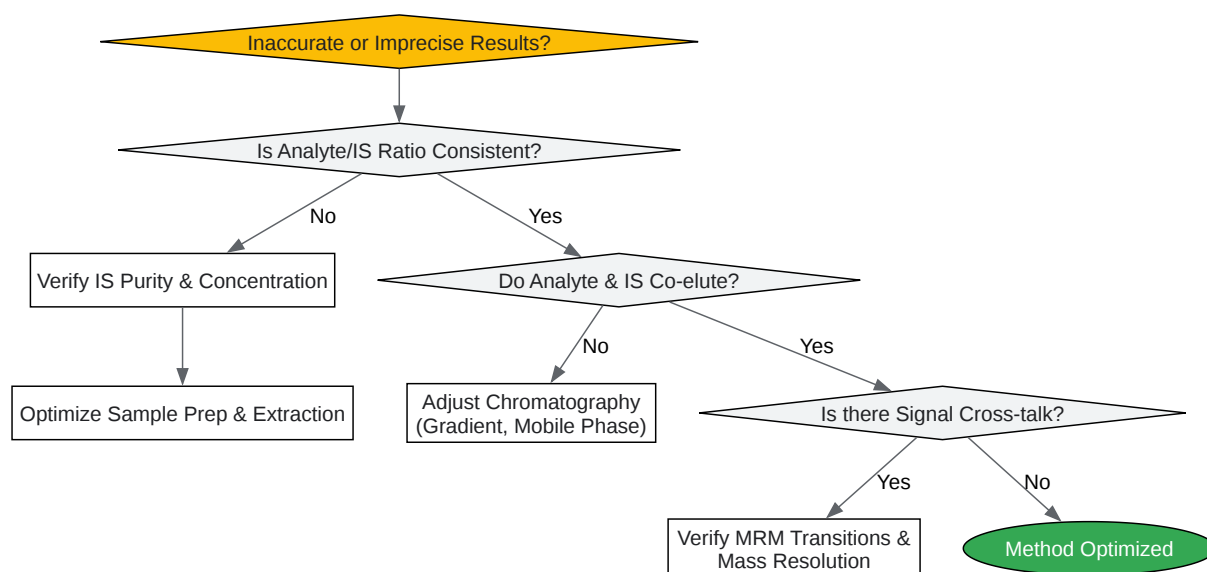 Inaccurate or Imprecise Results?
Is Analyte/IS Ratio Consistent?
No
Yes
Verify IS Purity & Concentration
Do Analyte & IS Co-elute?
No
Yes
Optimize Sample Prep & Extraction
Adjust Chromatography
(Gradient, Mobile Phase)
Is there Signal Cross-talk?
Yes
No
Verify MRM Transitions &
Mass Resolution
Method Optimized